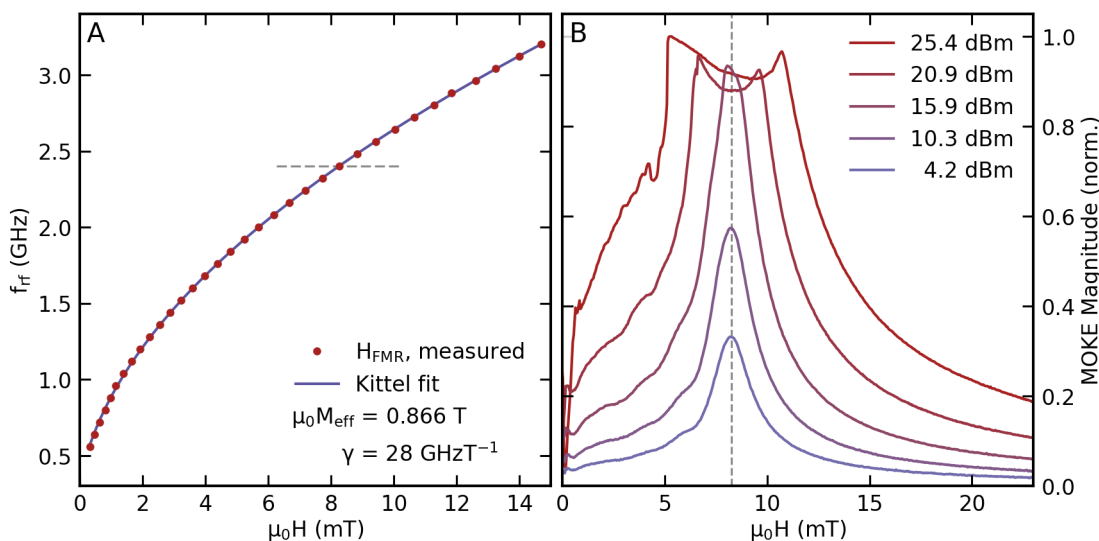 A
f_rf (GHz)
3.0
2.5
2.0
1.5
1.0
0.5
H_FMR, measured
Kittel fit
μ₀M_eff = 0.866 T
γ = 28 GHzT⁻¹
0 2 4 6 8 10 12 14
μ₀H (mT)
B
25.4 dBm
20.9 dBm
15.9 dBm
10.3 dBm
4.2 dBm
1.0
0.8
0.6
0.4
0.2
0.0
MOKE Magnitude (norm.)
0 5 10 15 20
μ₀H (mT)